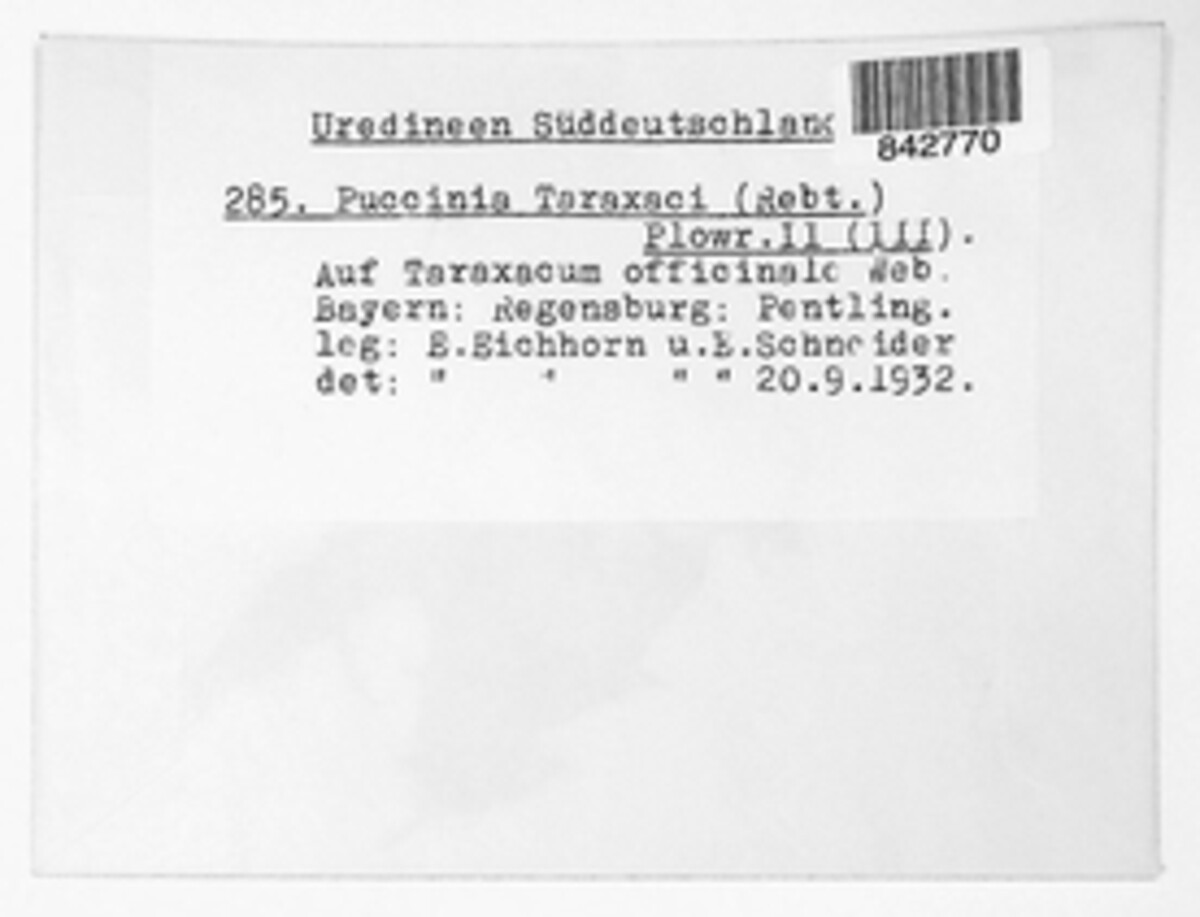 Uredineen Süddeutschland
842770
285. Puccinia Taraxaci (Rebt.)
Plowr.II (III).
Auf Taraxacum officinale Web.
Bayern: Regensburg: Pentling.
leg: E.Eichhorn u.E.Schneider
det: " " " " 20.9.1932.